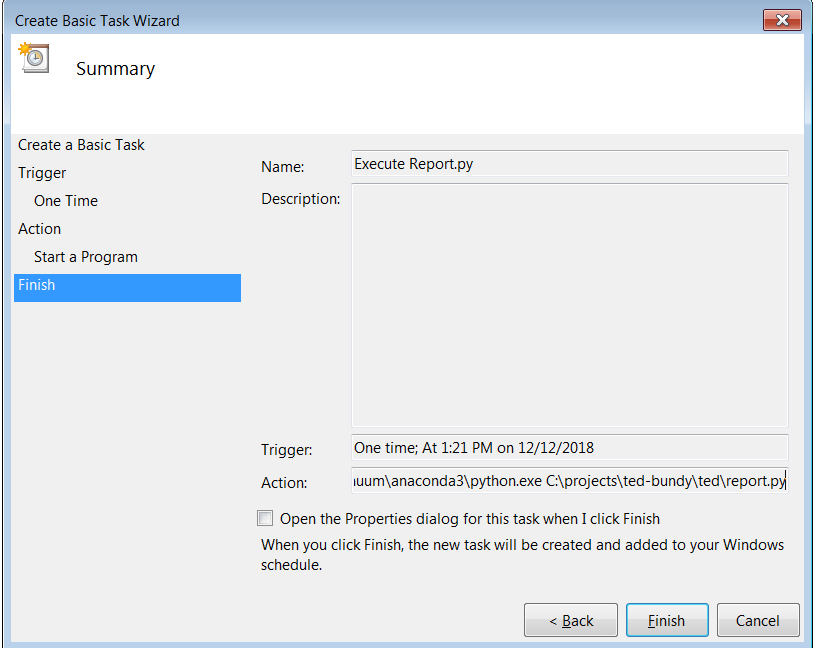 Create Basic Task Wizard
Summary
Create a Basic Task
Trigger
One Time
Action
Start a Program
Finish
Name:
Execute Report.py
Description:
Trigger:
One time; At 1:21 PM on 12/12/2018
Action:
uum\anaconda3\python.exe C:\projects\ted-bundy\ted\report.py
Open the Properties dialog for this task when I click Finish
When you click Finish, the new task will be created and added to your Windows
schedule.
< Back
Finish
Cancel